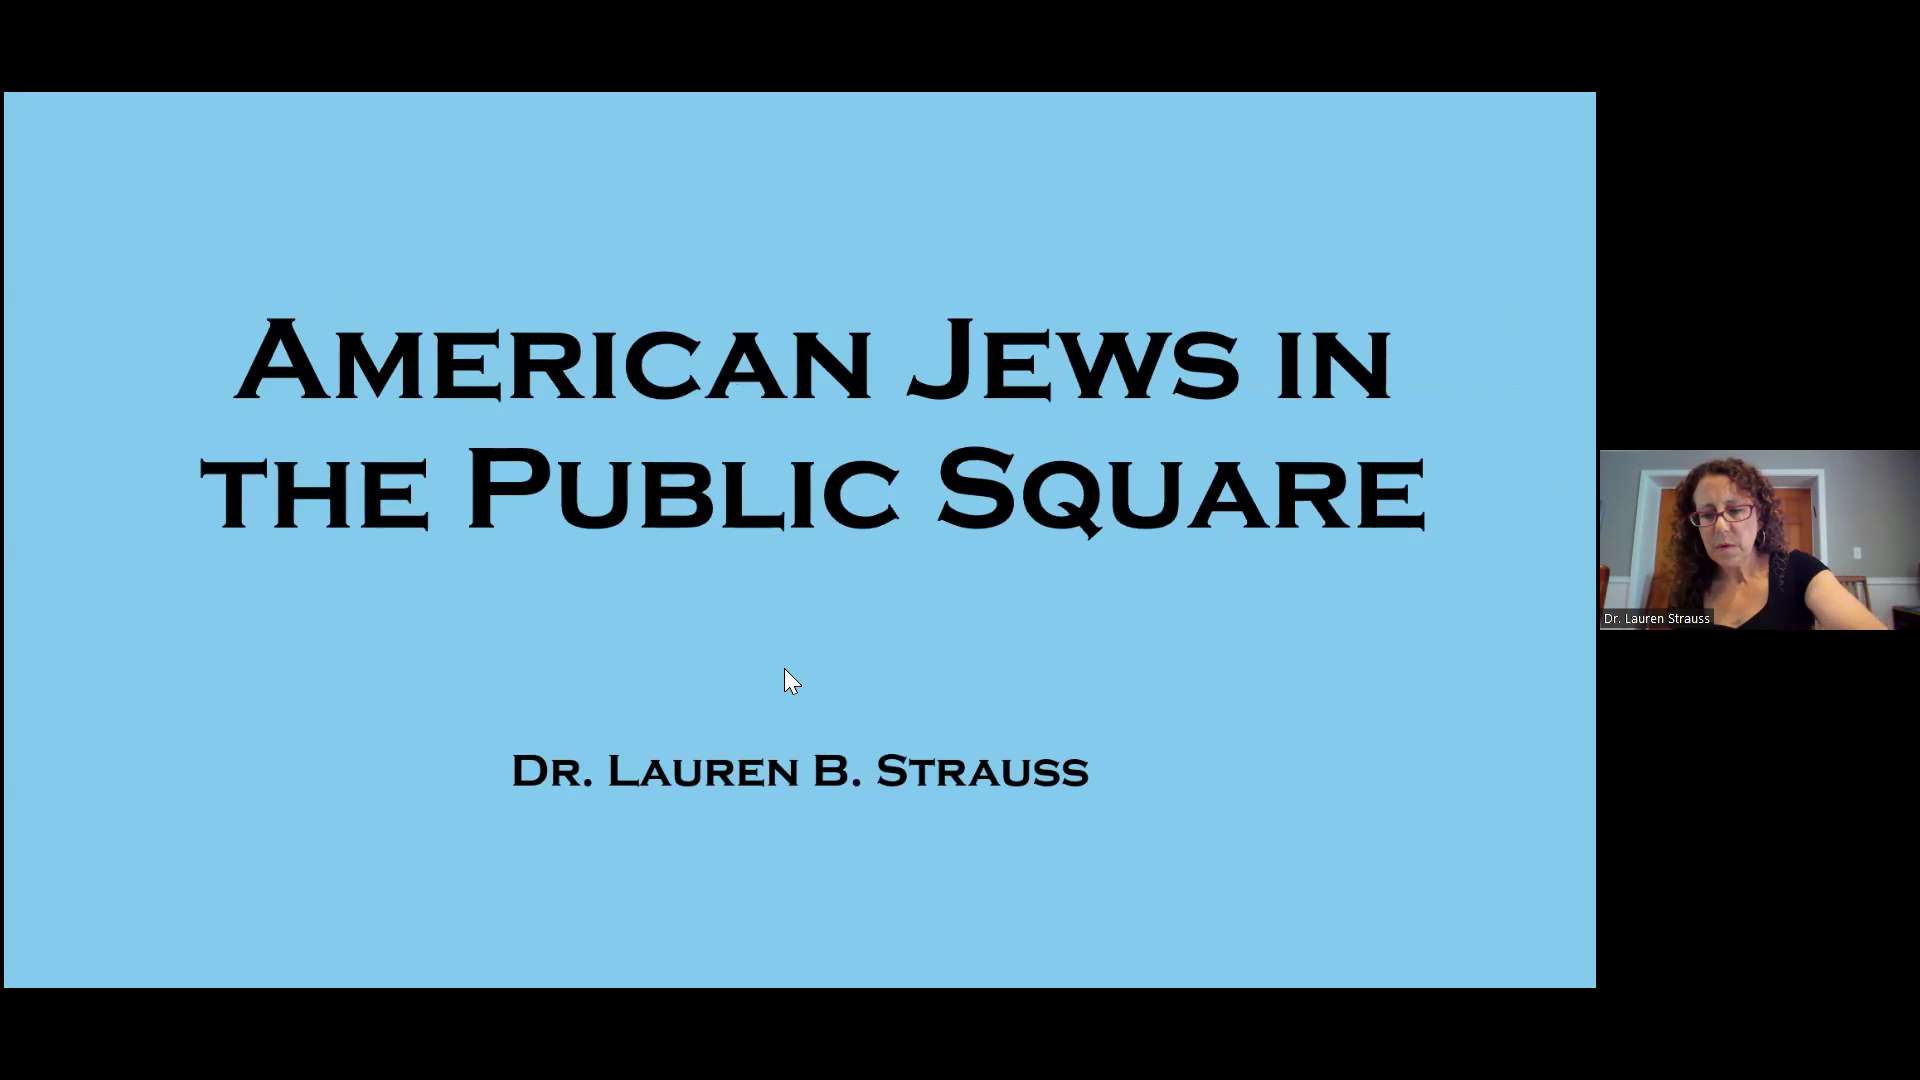 American Jews in
the Public Square
Dr. Lauren B. Strauss
Dr. Lauren Strauss